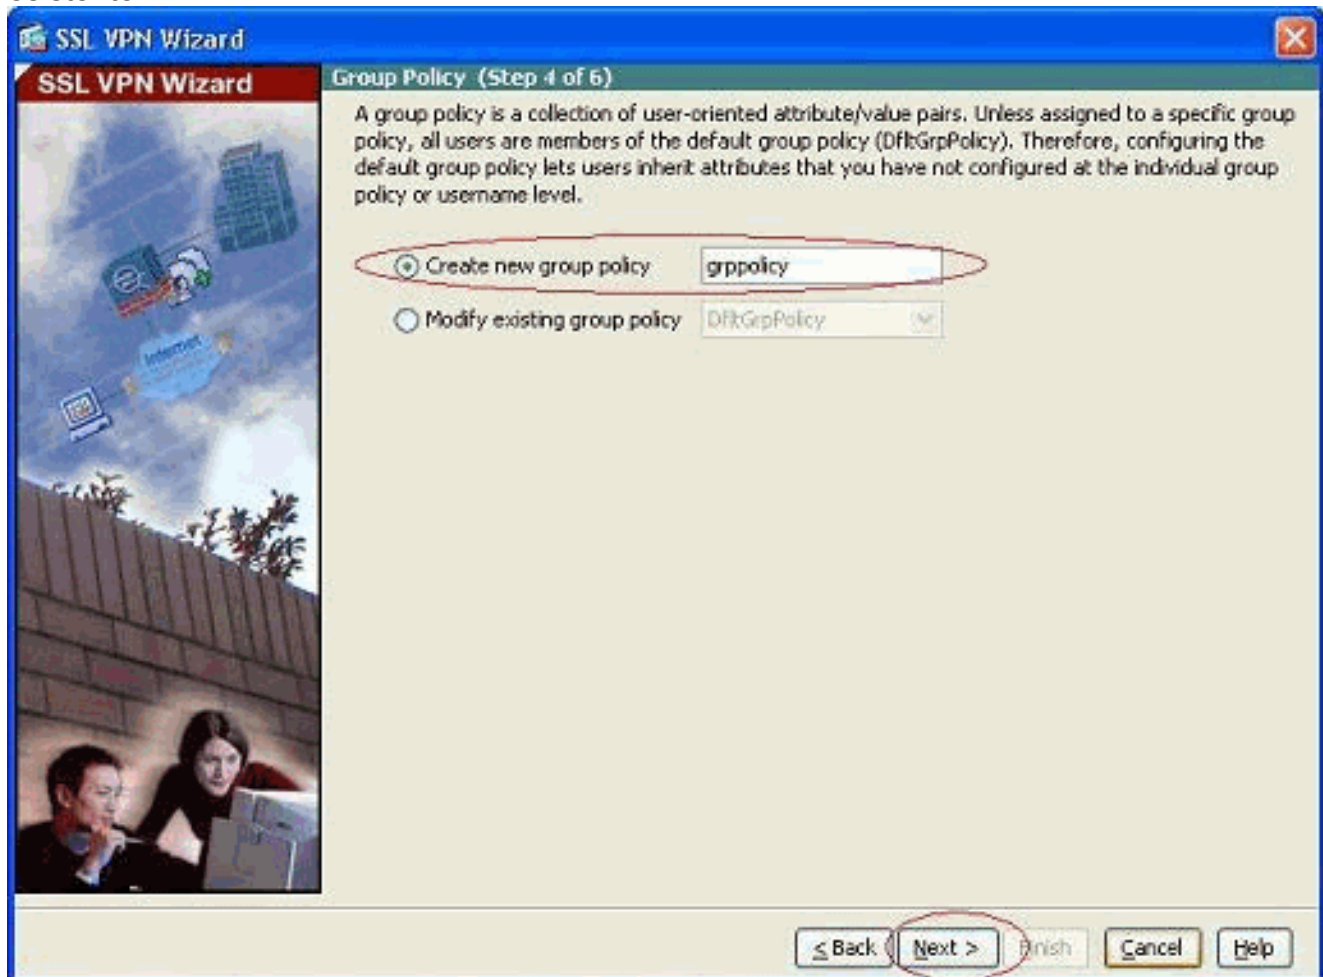 SSL VPN Wizard
SSL VPN Wizard
Group Policy (Step 4 of 6)
A group policy is a collection of user-oriented attribute/value pairs. Unless assigned to a specific group
policy, all users are members of the default group policy (DfltGrpPolicy). Therefore, configuring the
default group policy lets users inherit attributes that you have not configured at the individual group
policy or username level.
Create new group policy grppolicy
Modify existing group policy DfltGrpPolicy
Internet
< Back Next > Finish Cancel Help